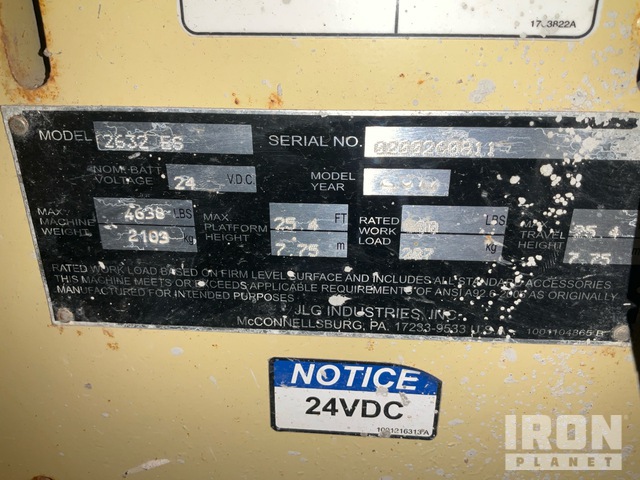 MODEL 2632 ES SERIAL NO. 0200240811
NOM. BATT. VOLTAGE 24 V.D.C. MODEL YEAR
MAX. MACHINE WEIGHT 4638 LBS 2103 kg MAX PLATFORM HEIGHT 25.4 FT 7.75 m RATED WORK LOAD LBS kg TRAVEL HEIGHT 25.4 7.75
RATED WORK LOAD BASED ON FIRM LEVEL SURFACE AND INCLUDES ALL STANDARD ACCESSORIES
THIS MACHINE MEETS OR EXCEEDS APPLICABLE REQUIREMENTS OF ANSI A92.6 AS ORIGINALLY
MANUFACTURED FOR INTENDED PURPOSES
JLG INDUSTRIES, INC.
McCONNELLSBURG, PA. 17233-9533 U.S.
NOTICE
24VDC
1001216313 A
IRON
PLANET